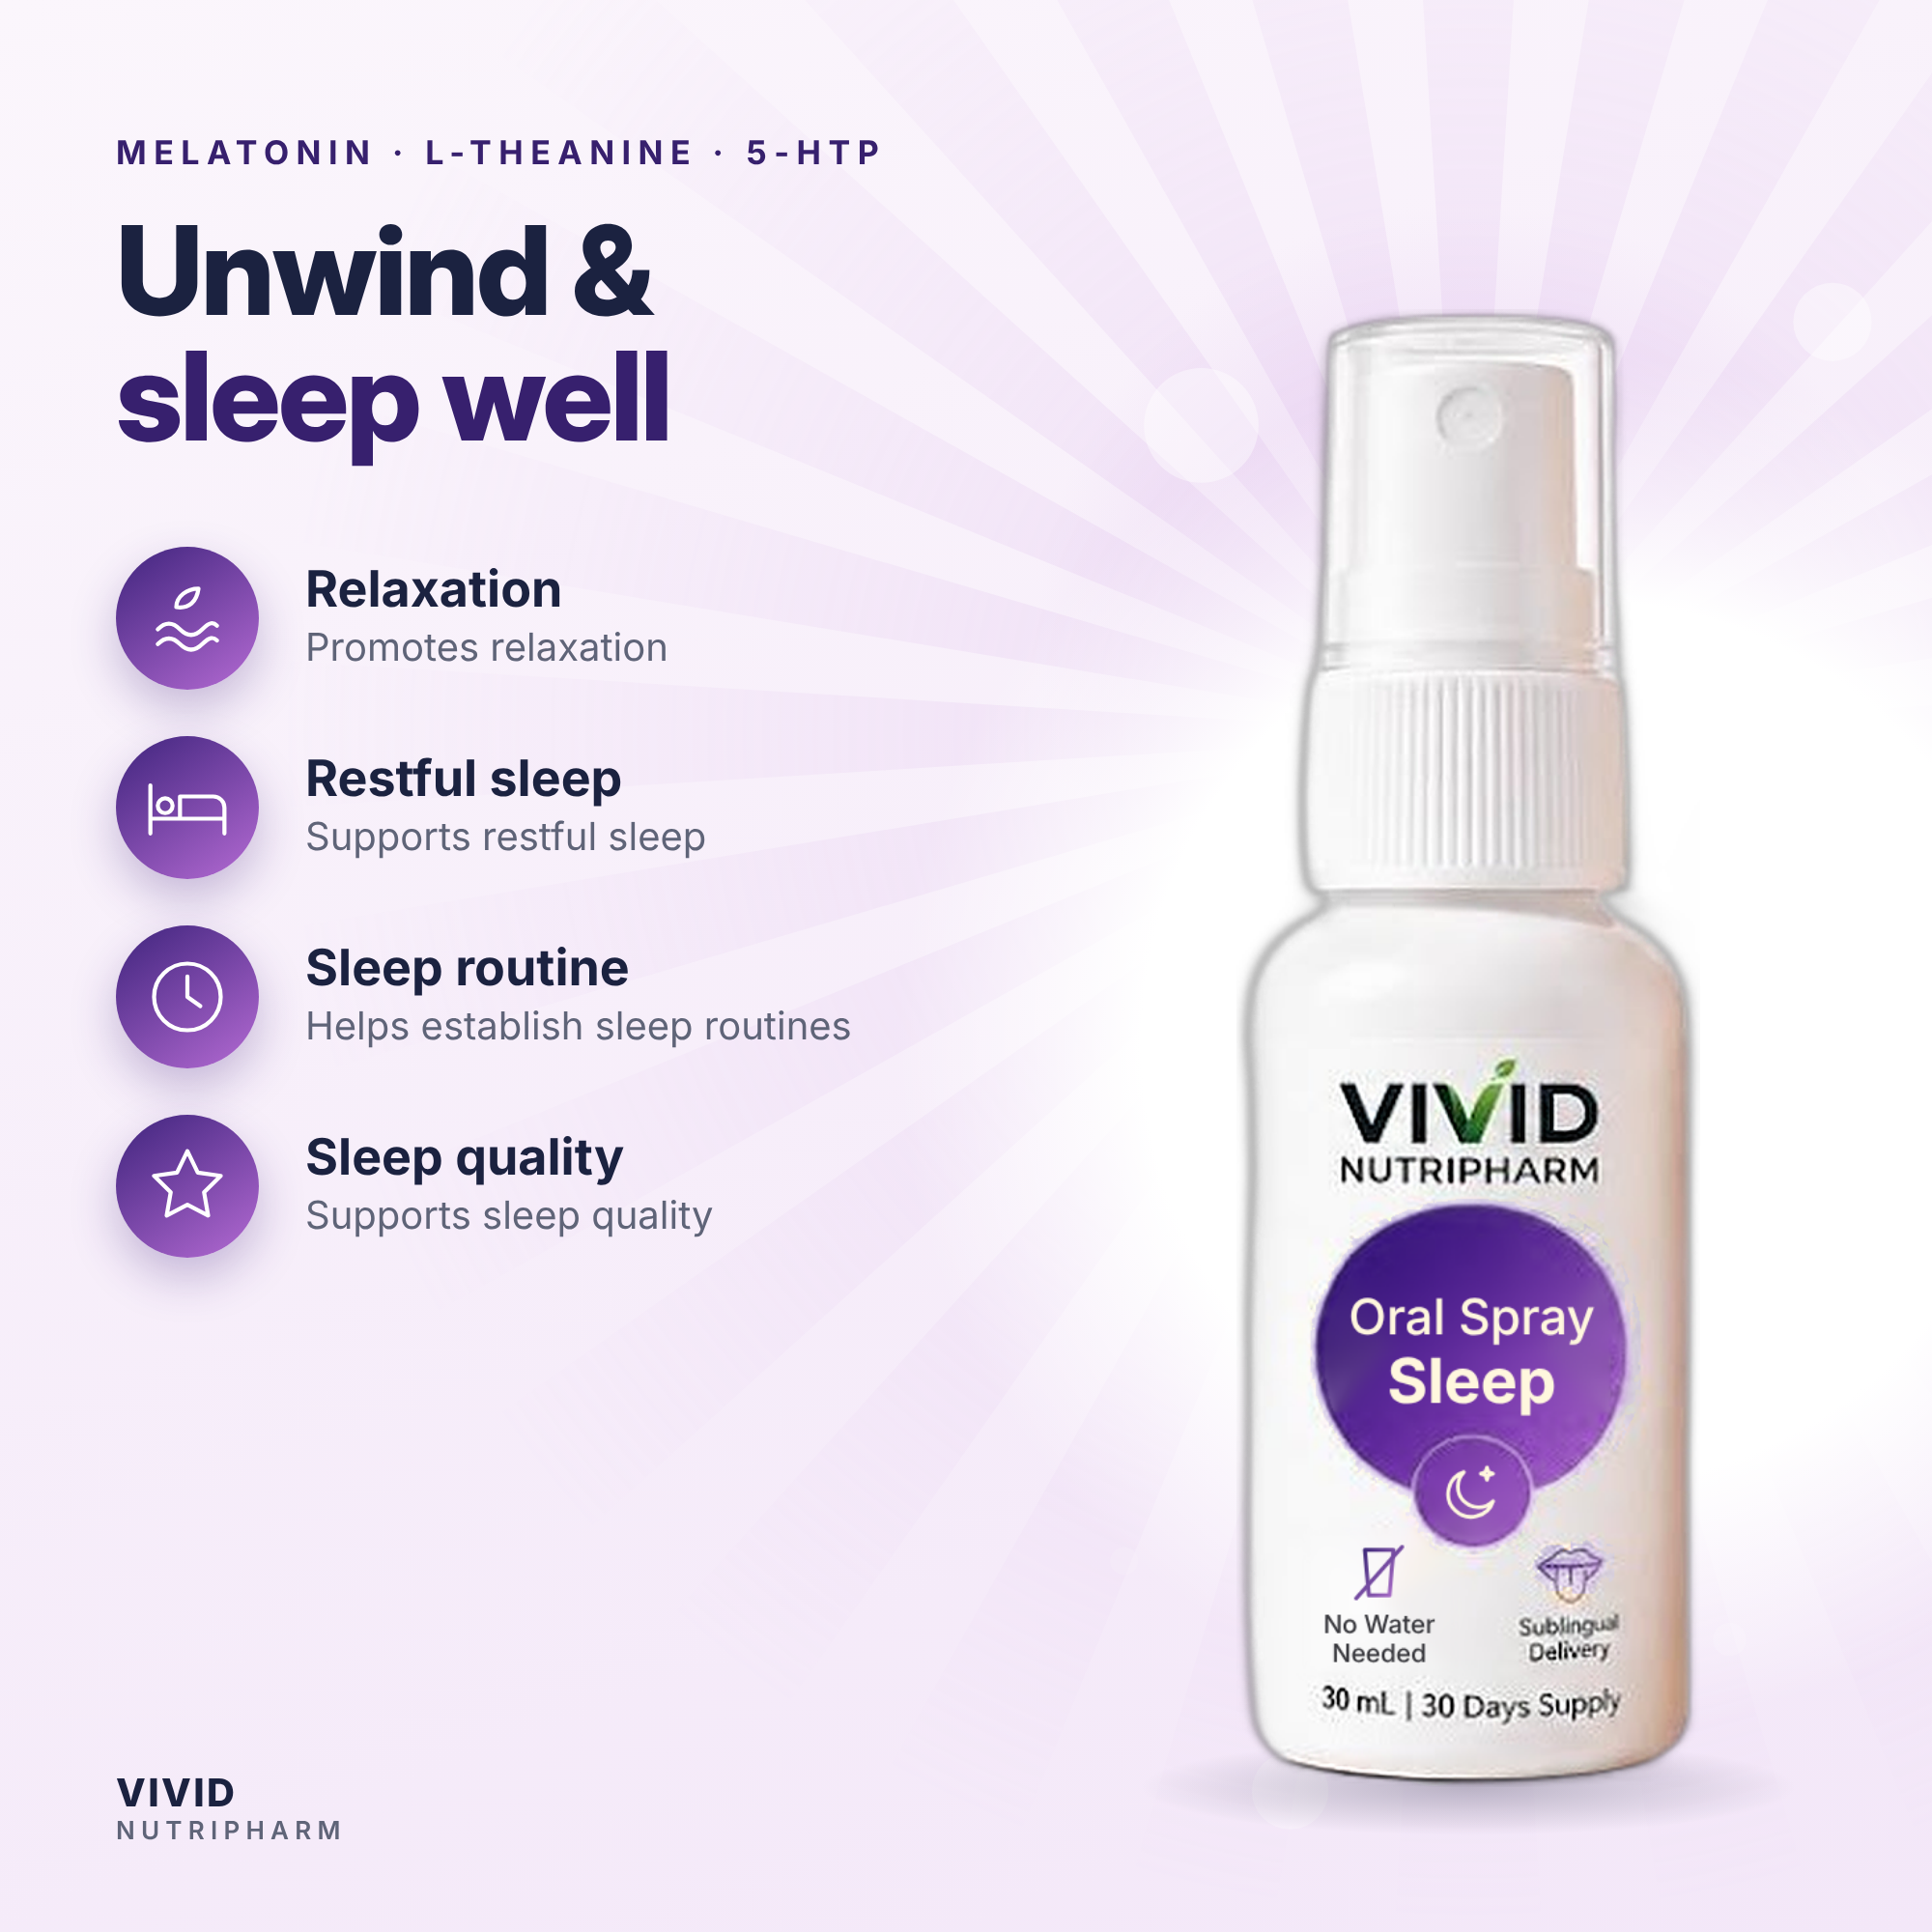 MELATONIN · L-THEANINE · 5-HTP
Unwind &
sleep well
Relaxation
Promotes relaxation
Restful sleep
Supports restful sleep
Sleep routine
Helps establish sleep routines
Sleep quality
Supports sleep quality
VIVID
NUTRIPHARM
VIVID
NUTRIPHARM
Oral Spray
Sleep
No Water
Needed
Sublingual
Delivery
30 mL | 30 Days Supply